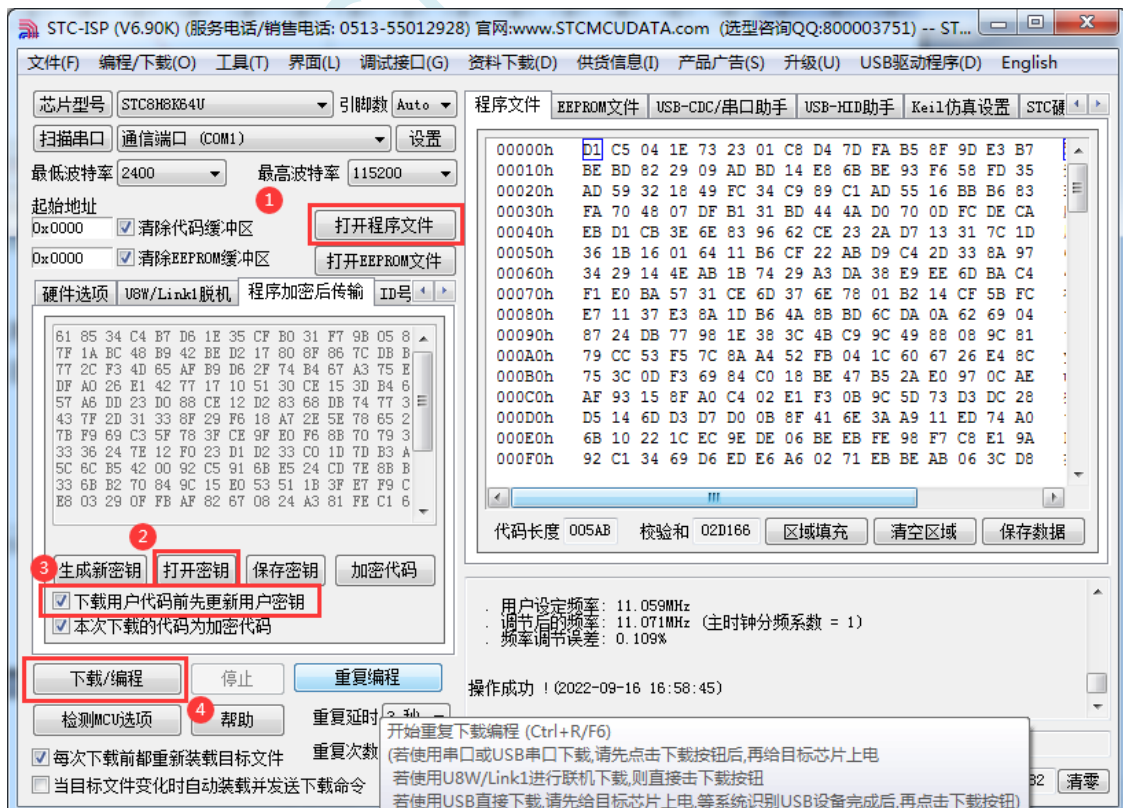 STC-ISP (V6.90K) (服务电话/销售电话: 0513-55012928) 官网:www.STCMCUDATA.com (选型咨询QQ:800003751) -- ST...
文件(F) 编程/下载(O) 工具(T) 界面(L) 调试接口(G) 资料下载(D) 供货信息(I) 产品广告(S) 升级(U) USB驱动程序(D) English
芯片型号 STC8H8K64U 引脚数 Auto
扫描串口 通信端口 (COM1) 设置
最低波特率 2400 最高波特率 115200
1
起始地址
0x0000 清除代码缓冲区 打开程序文件
0x0000 清除EEPROM缓冲区 打开EEPROM文件
硬件选项 U8W/Link1脱机 程序加密后传输 ID号
61 85 34 C4 B7 D6 1E 35 CF B0 31 F7 9B 05 8
7F 1A BC 48 B9 42 BE D2 17 80 8F 86 7C DB B
77 2C F3 4D 65 AF B9 D6 2F 74 B4 67 A3 75 E
DF A0 26 E1 42 77 17 10 51 30 CE 15 3D B4 6
57 A6 DD 23 D0 88 CE 12 D2 83 68 DB 74 77 3
43 7F 2D 31 33 8F 29 F6 18 A7 2E 5E 78 65 2
7B F9 69 C3 5F 78 3F CE 9F E0 F6 8B 70 79 3
33 36 24 7E 12 F0 23 D1 D2 33 C0 1D 7D B3 A
5C 6C B5 42 00 92 C5 91 6B E5 24 CD 7E 8B B
33 6B B2 70 84 9C 15 E0 53 51 1B 3F E7 F9 C
E8 03 29 0F FB AF 82 67 08 24 A3 81 FE C1 6
2
3 生成新密钥 打开密钥 保存密钥 加密代码
下载用户代码前先更新用户密钥
本次下载的代码为加密代码
下载/编程 停止 重复编程
4
检测MCU选项 帮助 重复延时 3 秒
每次下载前都重新装载目标文件 重复次数
当目标文件变化时自动装载并发送下载命令
程序文件 EEPROM文件 USB-CDC/串口助手 USB-HID助手 Keil仿真设置 STC硬
00000h D1 C5 04 1E 73 23 01 C8 D4 7D FA B5 8F 9D E3 B7
00010h BE BD 82 29 09 AD BD 14 E8 6B BE 93 F6 58 FD 35
00020h AD 59 32 18 49 FC 34 C9 89 C1 AD 55 16 BB B6 83
00030h FA 70 48 07 DF B1 31 BD 44 4A D0 70 0D FC DE CA
00040h EB D1 CB 3E 6E 83 96 62 CE 23 2A D7 13 31 7C 1D
00050h 36 1B 16 01 64 11 B6 CF 22 AB D9 C4 2D 33 8A 97
00060h 34 29 14 4E AB 1B 74 29 A3 DA 38 E9 EE 6D BA C4
00070h F1 E0 BA 57 31 CE 6D 37 6E 78 01 B2 14 CF 5B FC
00080h E7 11 37 E3 8A 1D B6 4A 8B BD 6C DA 0A 62 69 04
00090h 87 24 DB 77 98 1E 38 3C 4B C9 9C 49 88 08 9C 81
000A0h 79 CC 53 F5 7C 8A A4 52 FB 04 1C 60 67 26 E4 8C
000B0h 75 3C 0D F3 69 84 C0 18 BE 47 B5 2A E0 97 0C AE
000C0h AF 93 15 8F A0 C4 02 E1 F3 0B 9C 5D 73 D3 DC 28
000D0h D5 14 6D D3 D7 D0 0B 8F 41 6E 3A A9 11 ED 74 A0
000E0h 6B 10 22 1C EC 9E DE 06 BE EB FE 98 F7 C8 E1 9A
000F0h 92 C1 34 69 D6 ED E6 A6 02 71 EB BE AB 06 3C D8
代码长度 005AB 校验和 02D166 区域填充 清空区域 保存数据
. 用户设定频率: 11.059MHz
. 调节后的频率: 11.071MHz (主时钟分频系数 = 1)
. 频率调节误差: 0.109%
操作成功 !(2022-09-16 16:58:45)
开始重复下载编程 (Ctrl+R/F6)
(若使用串口或USB串口下载,请先点击下载按钮后,再给目标芯片上电
若使用U8W/Link1进行联机下载,则直接击下载按钮
若使用USB直接下载,请先给目标芯片上电,等系统识别USB设备完成后,再点击下载按钮)
32 清零